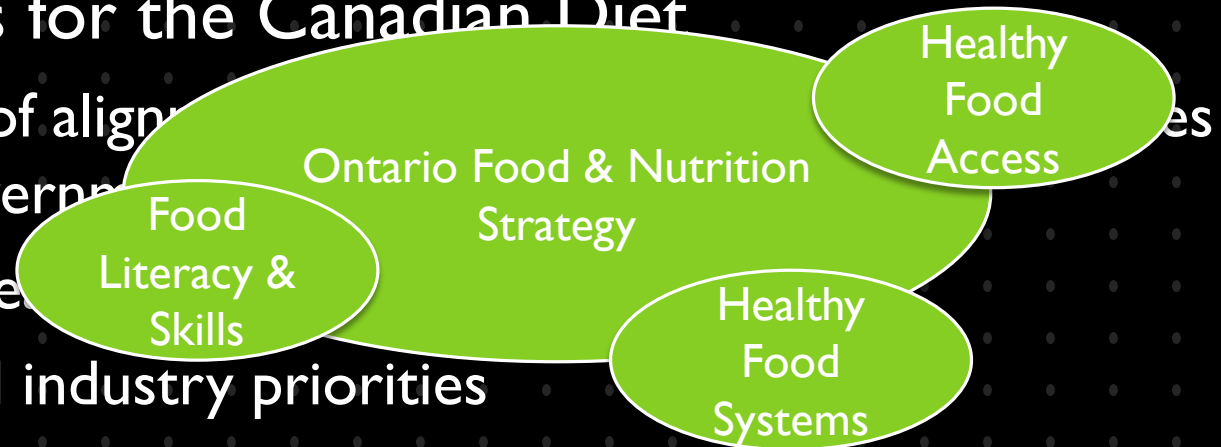 s for the Canadian Diet
of align
es
vernm
Ontario Food & Nutrition
Strategy
Healthy
Food
Access
Food
Literacy &
Skills
Healthy
Food
Systems
industry priorities